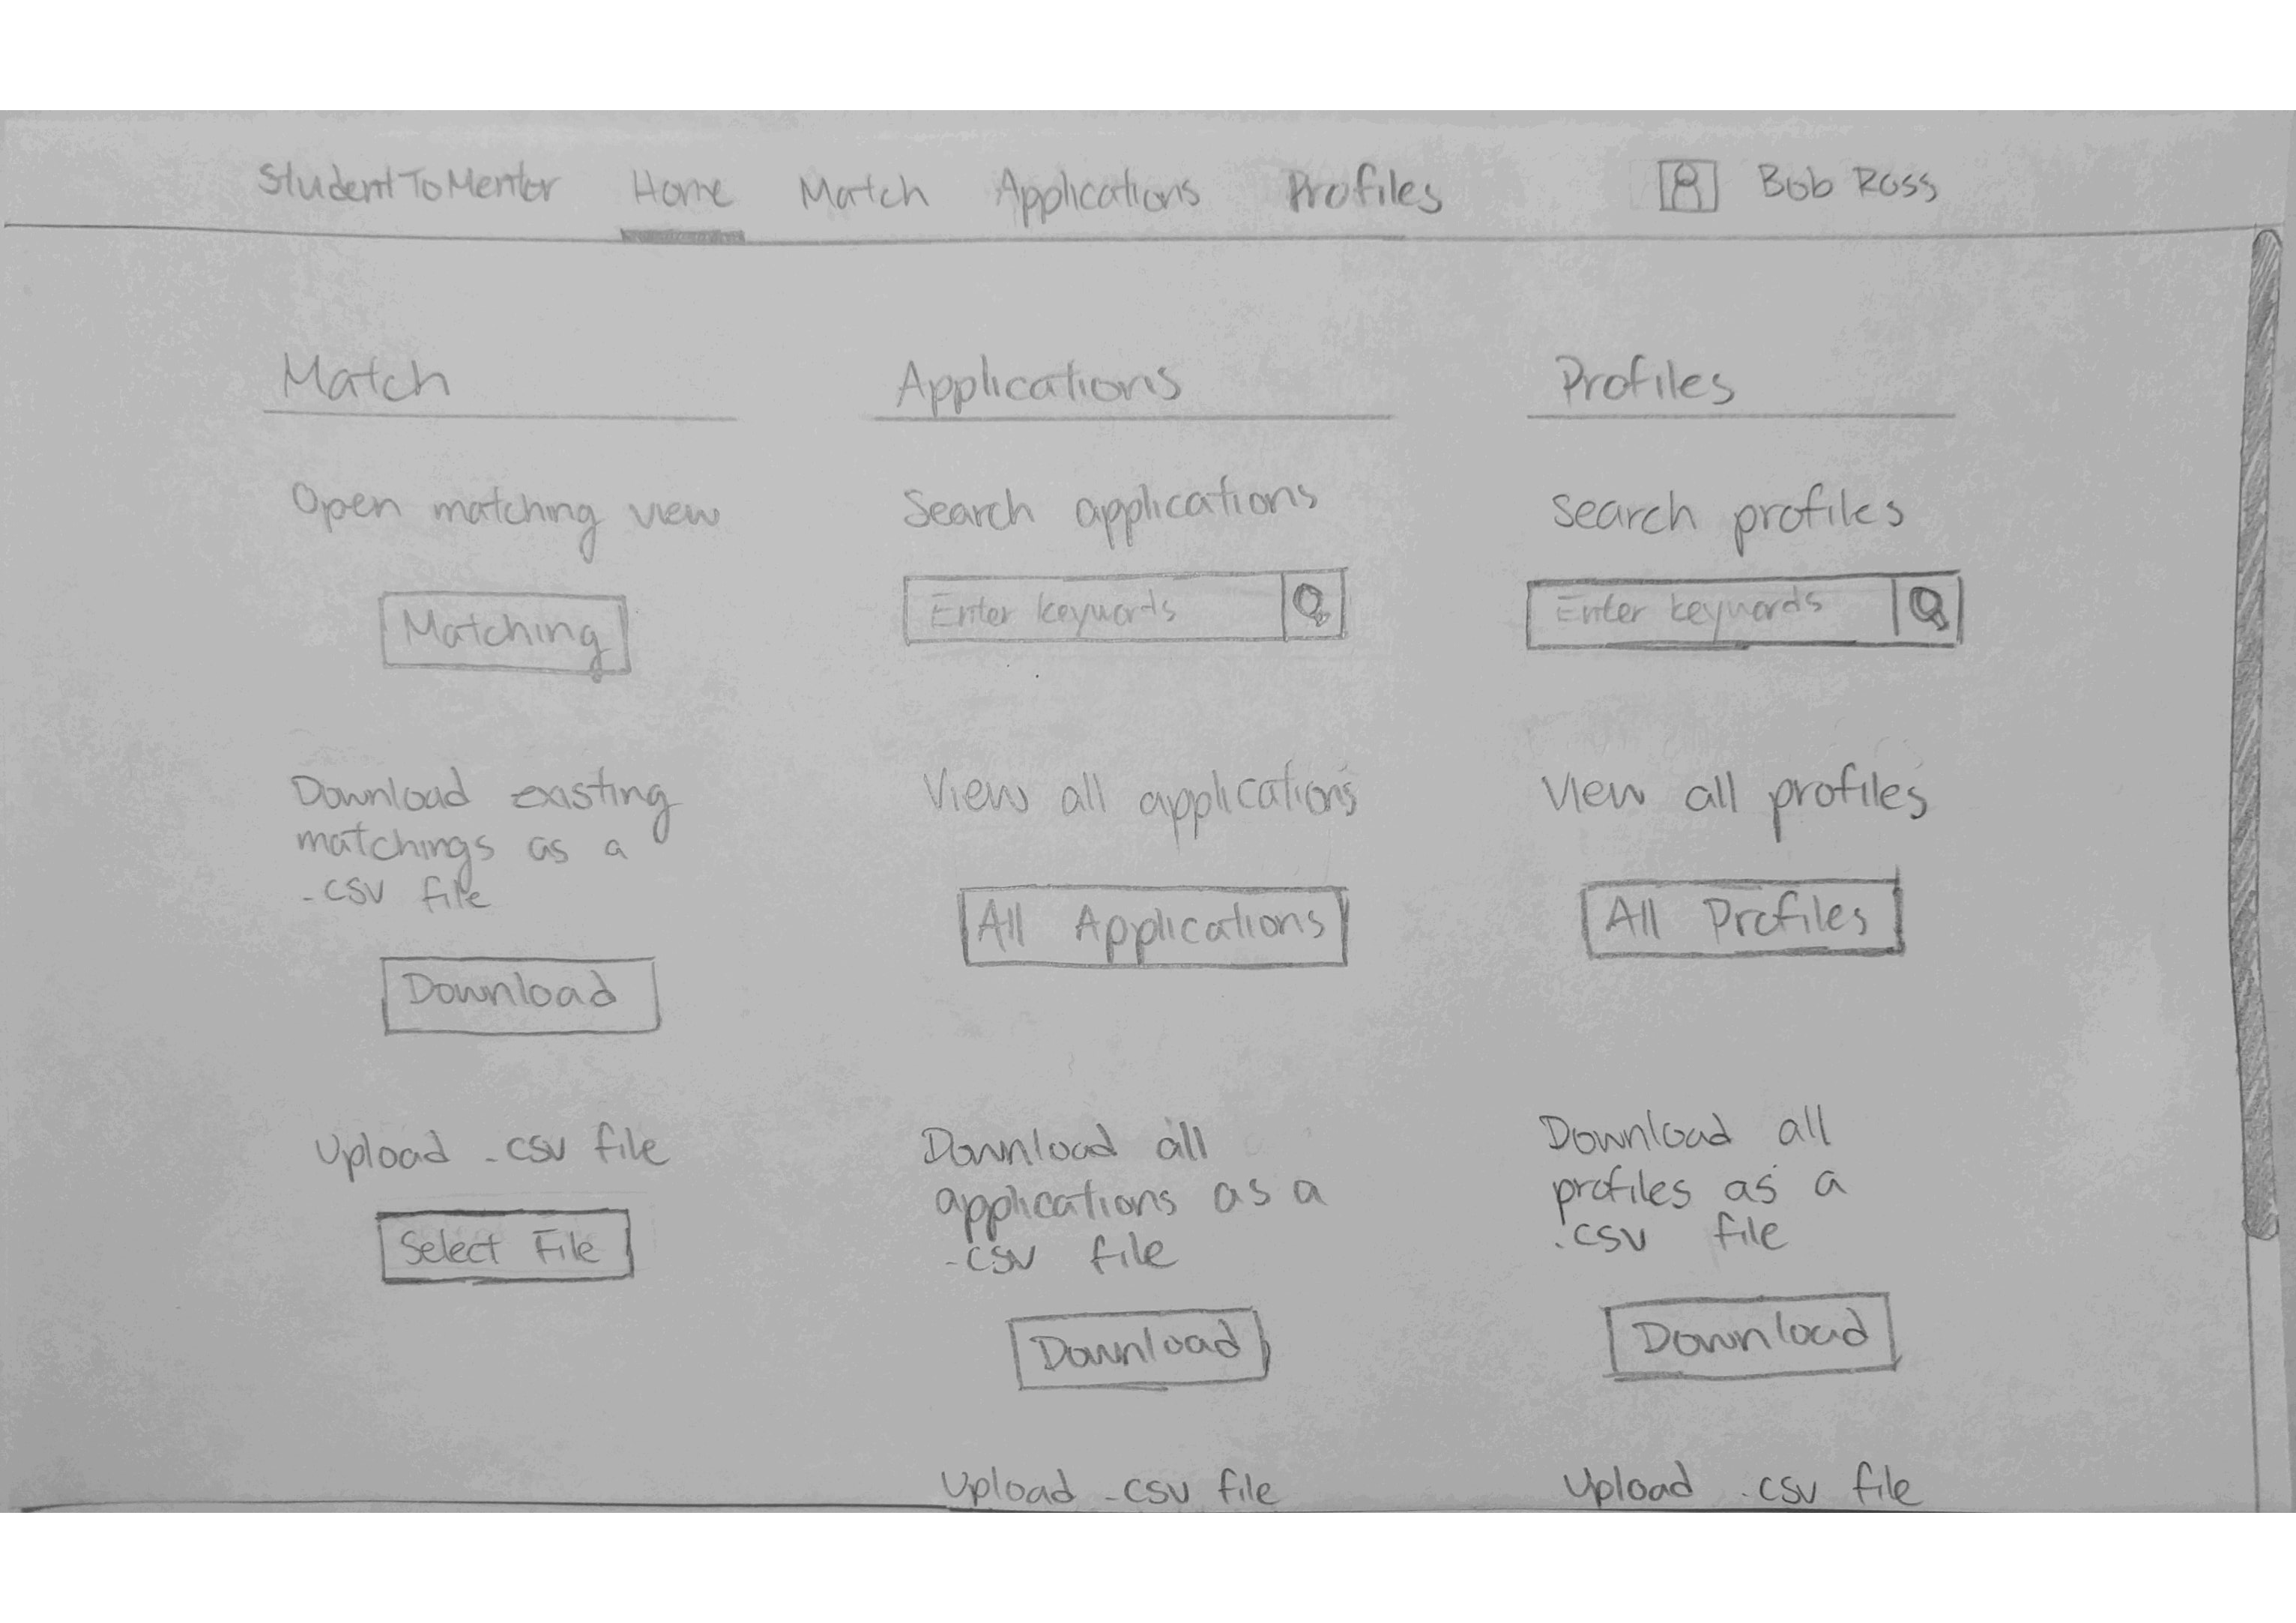 StudentToMentor Home Match Applications Profiles Bob Ross
Match
Open matching view
Matching
Download existing
matchings as a
.csv file
Download
Upload .csv file
Select File
Applications
Search applications
Enter keywords
View all applications
All Applications
Download all
applications as a
.csv file
Download
Upload .csv file
Profiles
Search profiles
Enter keywords
View all profiles
All Profiles
Download all
profiles as a
.csv file
Download
Upload .csv file